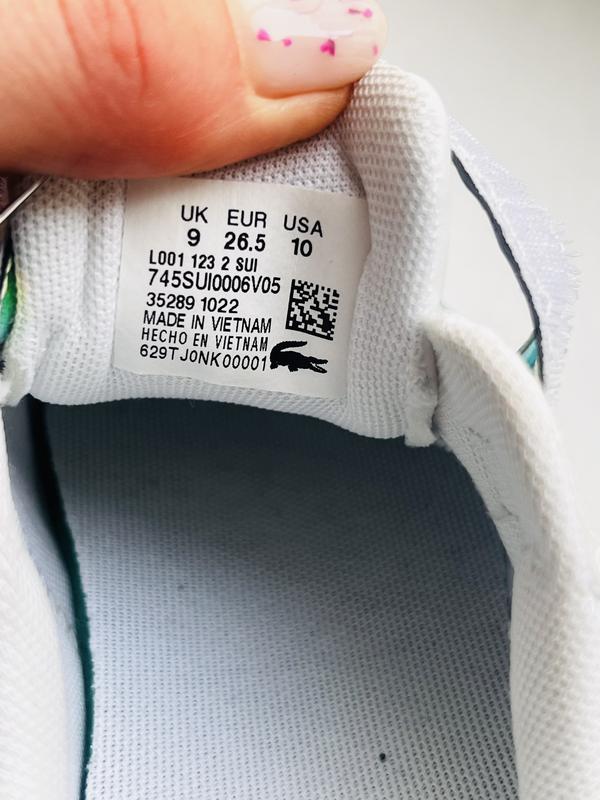 UK EUR USA
9 26.5 10
L001 123 2 SUI
745SUI0006V05
35289 1022
MADE IN VIETNAM
HECHO EN VIETNAM
629TJ0NK00001